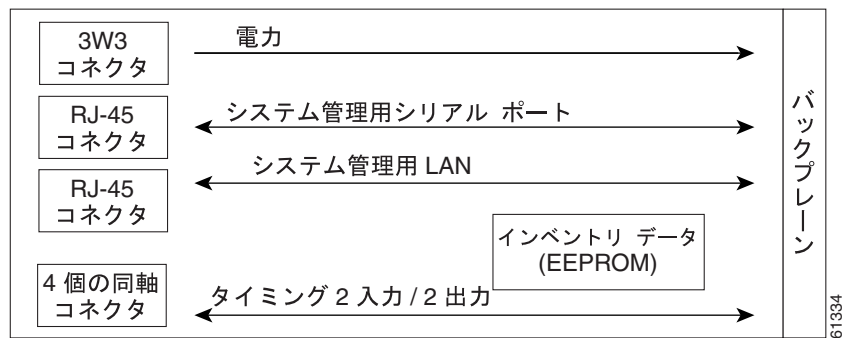 3W3
コネクタ
電力
RJ-45
コネクタ
システム管理用シリアル ポート
RJ-45
コネクタ
システム管理用 LAN
インベントリ データ
(EEPROM)
4 個の同軸
コネクタ
タイミング 2 入力 / 2 出力
バックプレーン
61334